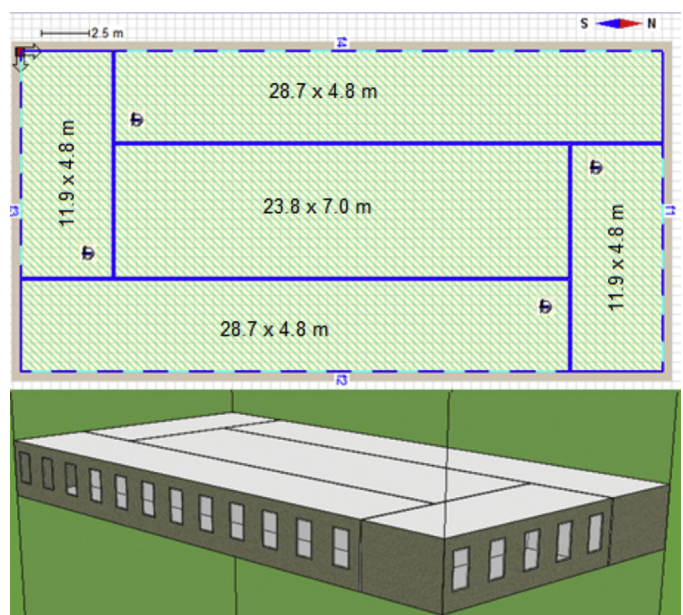 S N
2.5 m
f4
28.7 x 4.8 m
11.9 x 4.8 m
23.8 x 7.0 m
f3
f1
11.9 x 4.8 m
28.7 x 4.8 m
f2